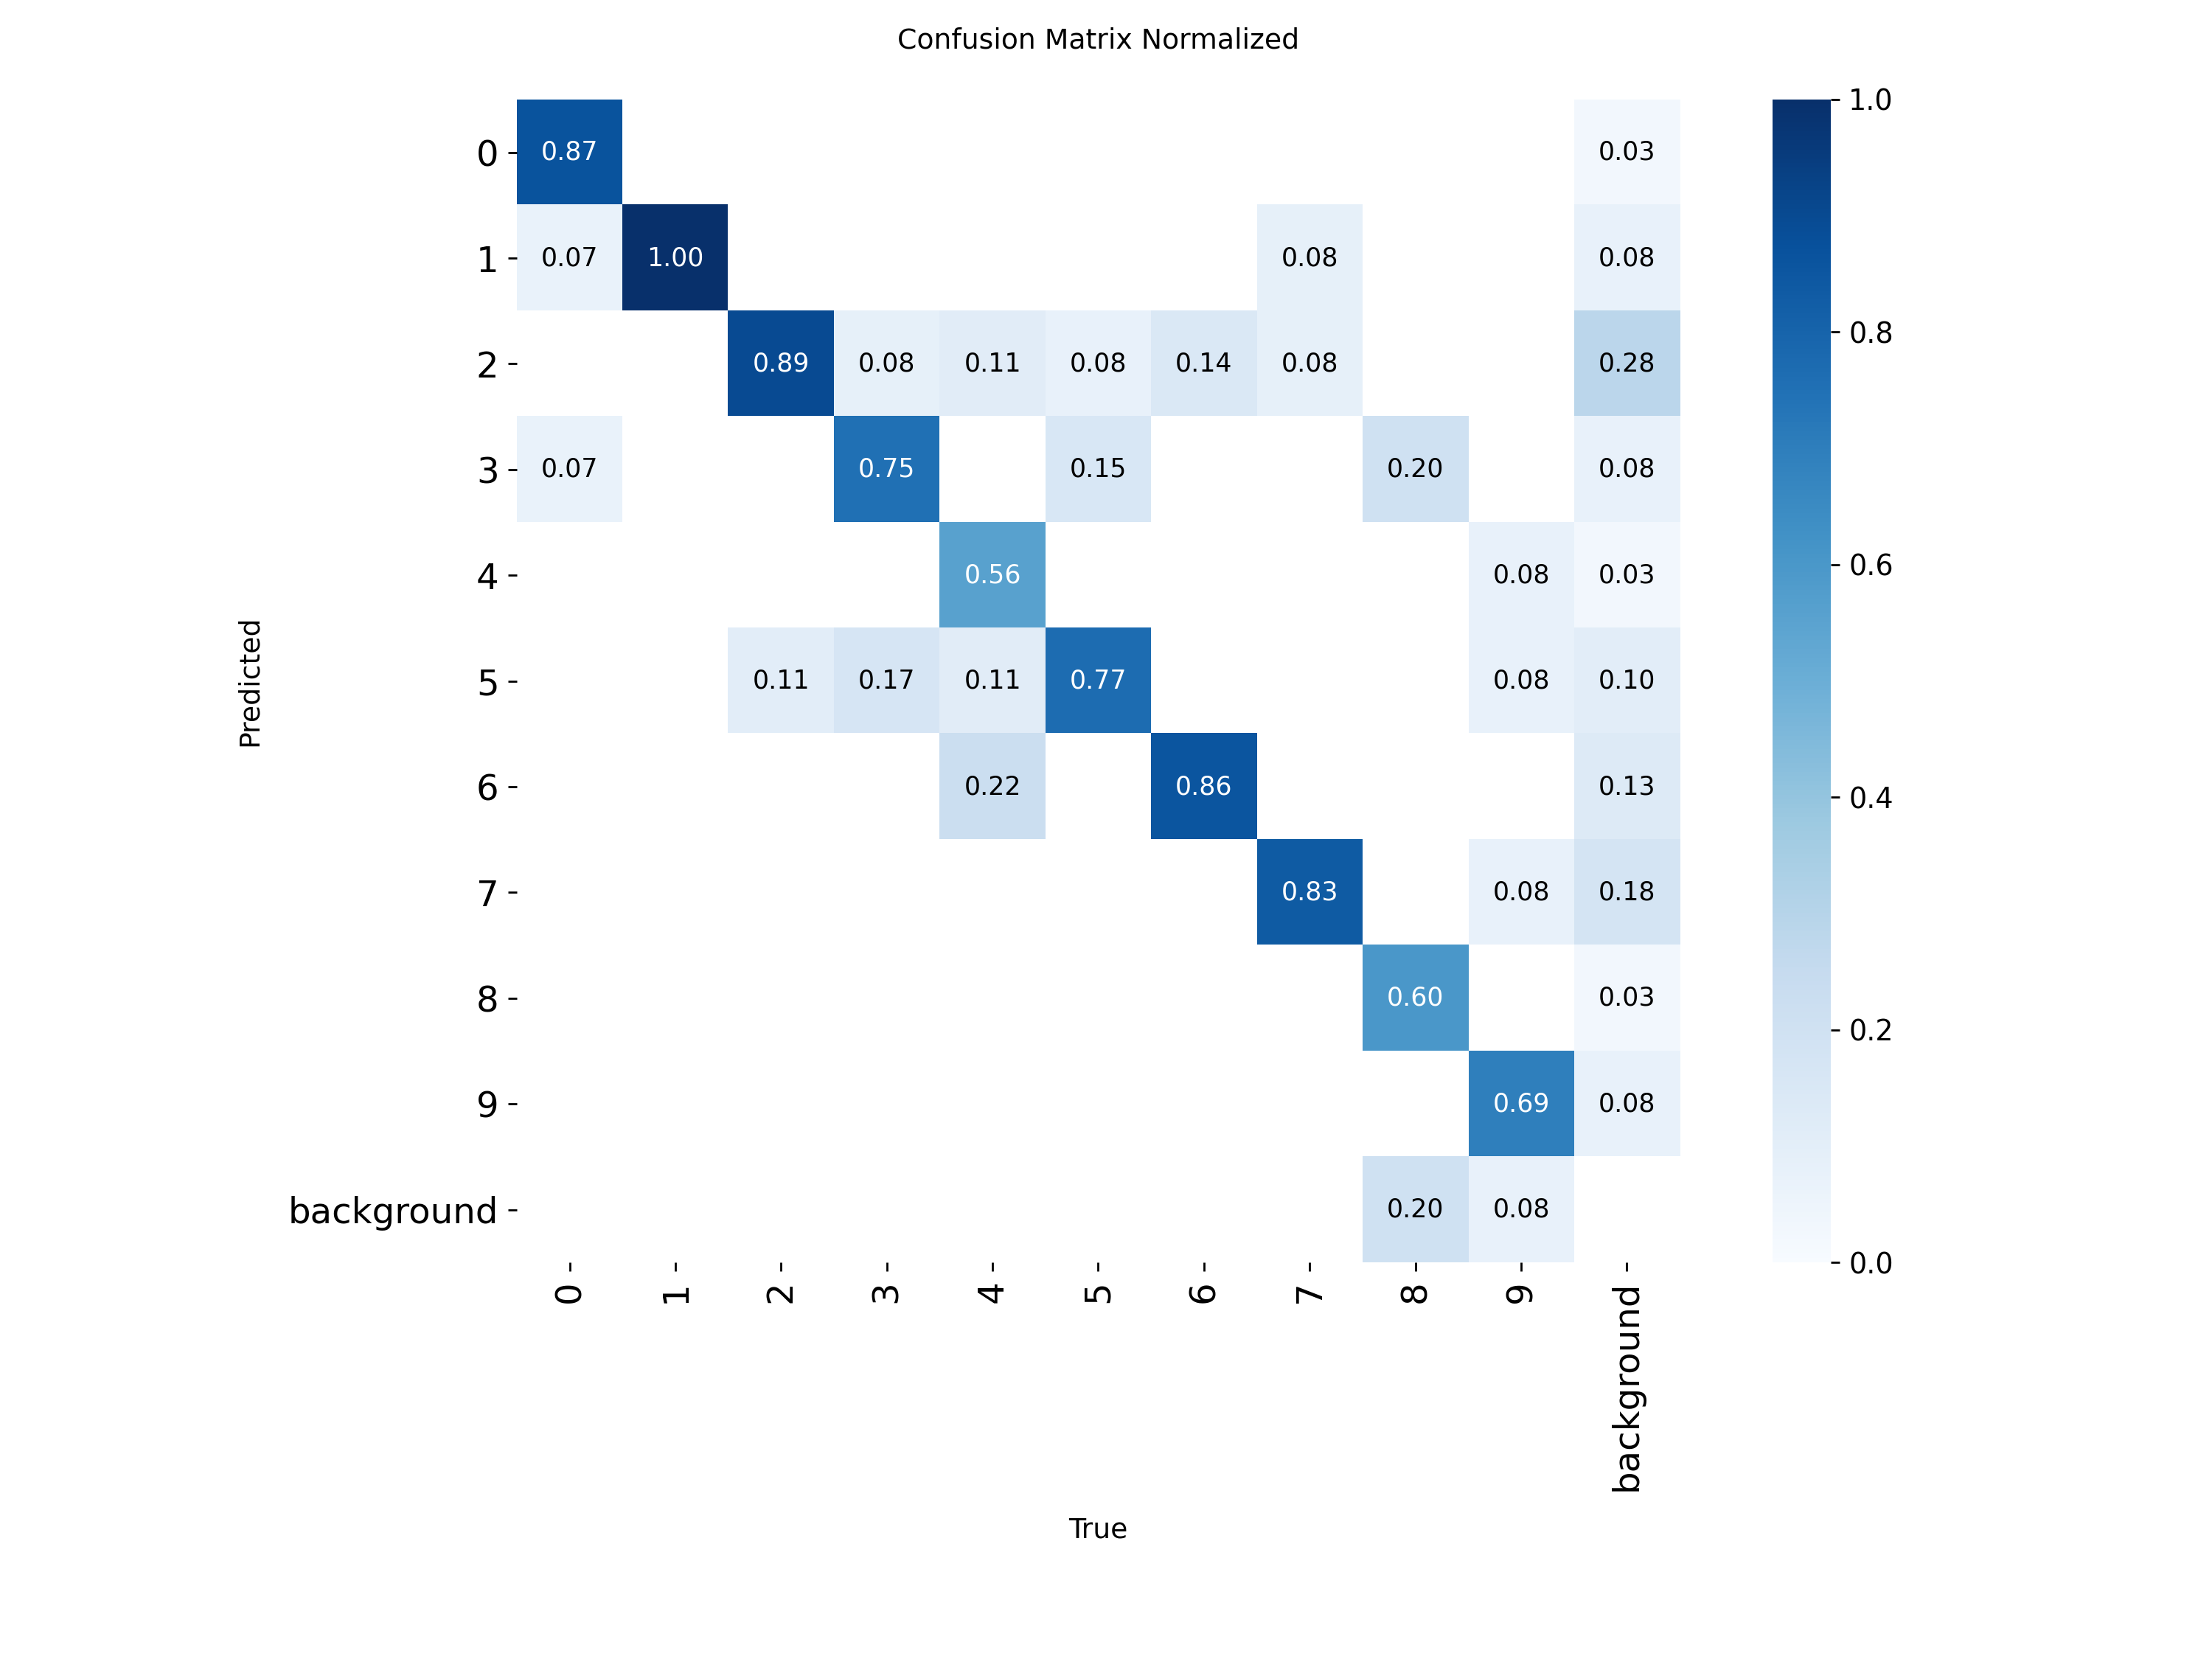 Confusion Matrix Normalized
0 0.87 0.03 1.0
1 0.07 1.00 0.08 0.08
2 0.89 0.08 0.11 0.08 0.14 0.08 0.28 0.8
3 0.07 0.75 0.15 0.20 0.08
4 0.56 0.08 0.03 0.6
5 0.11 0.17 0.11 0.77 0.08 0.10
Predicted
6 0.22 0.86 0.13 0.4
7 0.83 0.08 0.18
8 0.60 0.03 0.2
9 0.69 0.08
background 0.20 0.08 0.0
0 1 2 3 4 5 6 7 8 9 background
True